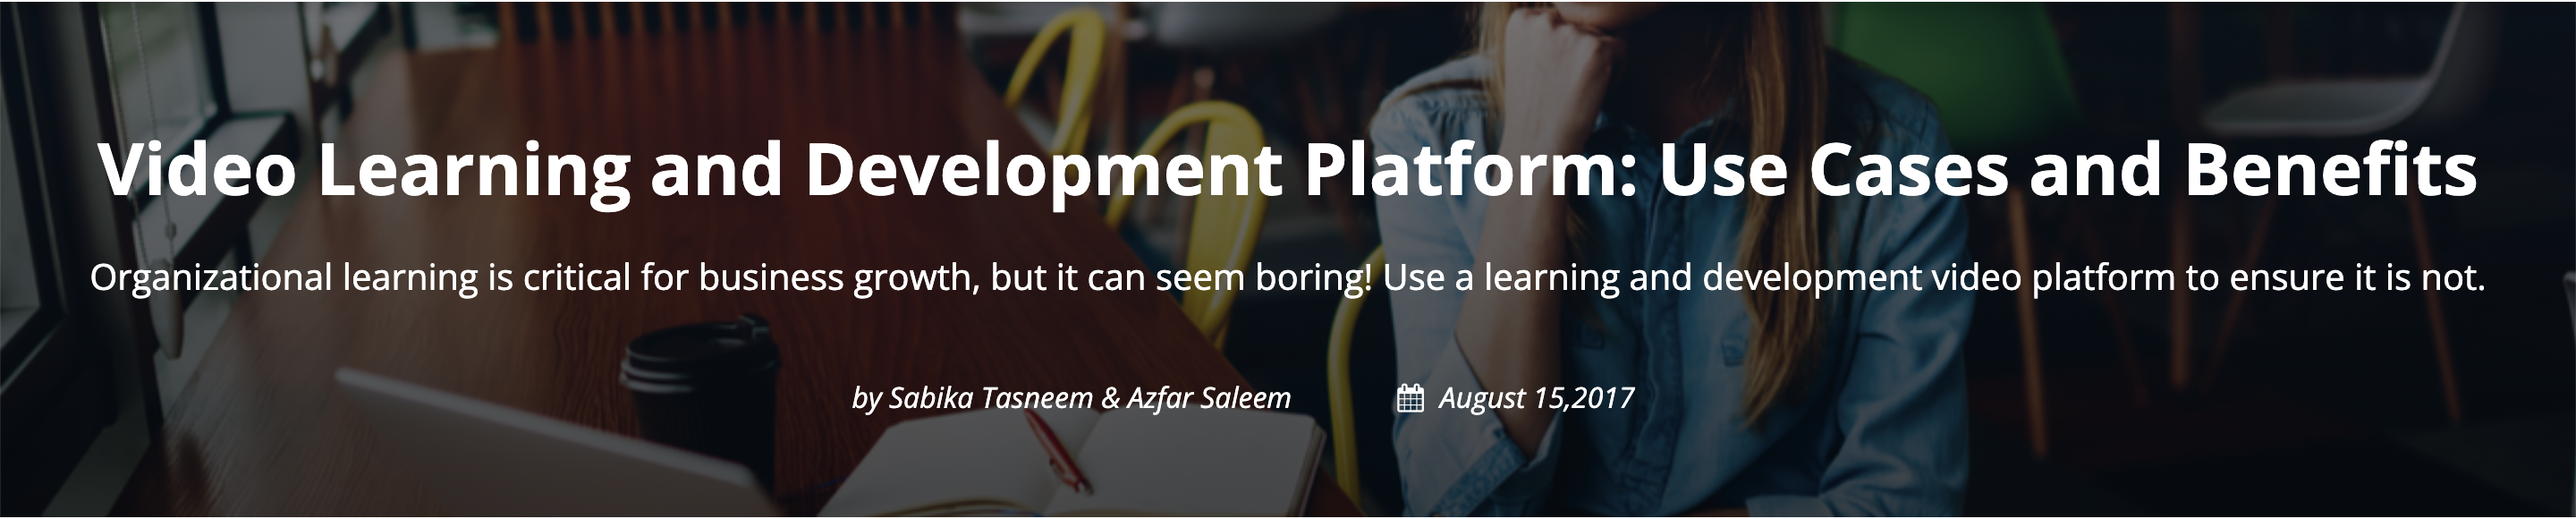 Video Learning and Development Platform: Use Cases and Benefits
Organizational learning is critical for business growth, but it can seem boring! Use a learning and development video platform to ensure it is not.
by Sabika Tasneem & Azfar Saleem August 15,2017